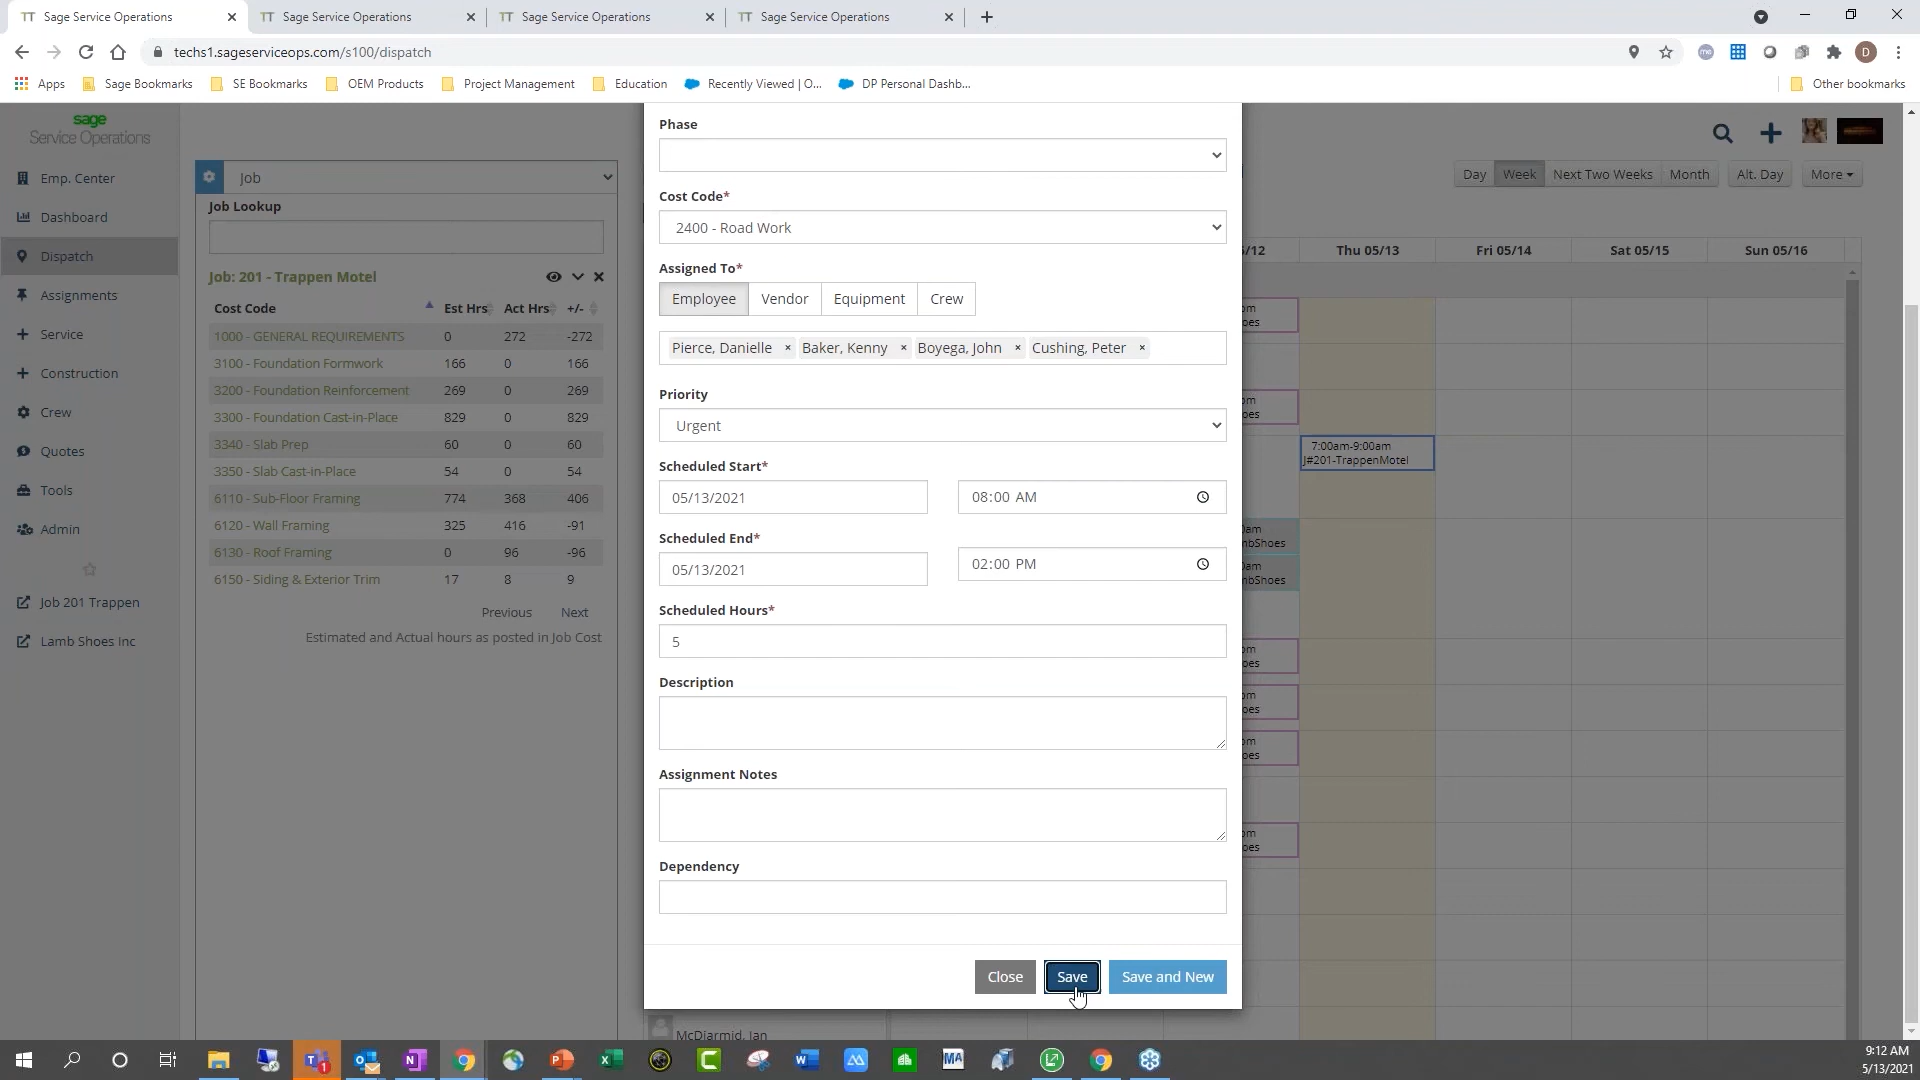 TT Sage Service Operations
TT Sage Service Operations
TT Sage Service Operations
TT Sage Service Operations
techs1.sageserviceops.com/s100/dispatch
Apps Sage Bookmarks SE Bookmarks OEM Products Project Management Education Recently Viewed | O... DP Personal Dashb... Other bookmarks
sage
Service Operations
Emp. Center
Dashboard
Dispatch
Assignments
Service
Construction
Crew
Quotes
Tools
Admin
Job 201 Trappen
Lamb Shoes Inc
Job
Job Lookup
Job: 201 - Trappen Motel
Cost Code Est Hrs Act Hrs +/-
1000 - GENERAL REQUIREMENTS 0 272 -272
3100 - Foundation Formwork 166 0 166
3200 - Foundation Reinforcement 269 0 269
3300 - Foundation Cast-in-Place 829 0 829
3340 - Slab Prep 60 0 60
3350 - Slab Cast-in-Place 54 0 54
6110 - Sub-Floor Framing 774 368 406
6120 - Wall Framing 325 416 -91
6130 - Roof Framing 0 96 -96
6150 - Siding & Exterior Trim 17 8 9
Previous Next
Estimated and Actual hours as posted in Job Cost
Phase
Cost Code*
2400 - Road Work
Assigned To*
Employee Vendor Equipment Crew
Pierce, Danielle × Baker, Kenny × Boyega, John × Cushing, Peter ×
Priority
Urgent
Scheduled Start*
05/13/2021 08:00 AM
Scheduled End*
05/13/2021 02:00 PM
Scheduled Hours*
5
Description
Assignment Notes
Dependency
Close Save Save and New
McDiarmid, Ian
Day Week Next Two Weeks Month Alt. Day More
/12 Thu 05/13 Fri 05/14 Sat 05/15 Sun 05/16
7:00am-9:00am
J#201-TrappenMotel
9:12 AM
5/13/2021